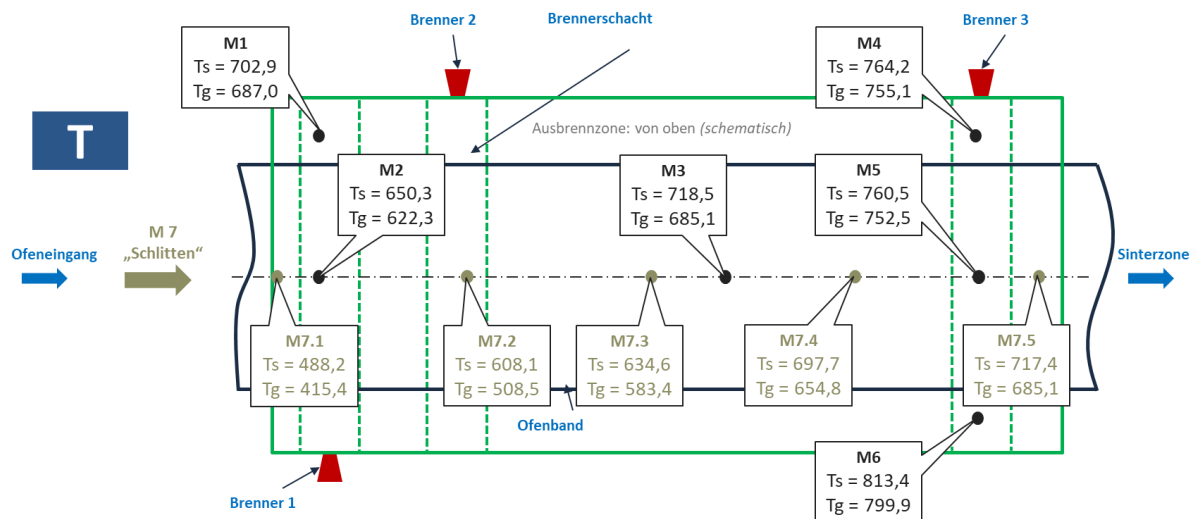 Brenner 2
Brennerschacht
Brenner 3
M1
Ts = 702,9
Tg = 687,0
M4
Ts = 764,2
Tg = 755,1
T
Ausbrennzone: von oben (schematisch)
M2
Ts = 650,3
Tg = 622,3
M3
Ts = 718,5
Tg = 685,1
M5
Ts = 760,5
Tg = 752,5
M 7
„Schlitten“
Ofeneingang
Sinterzone
M7.1
Ts = 488,2
Tg = 415,4
M7.2
Ts = 608,1
Tg = 508,5
M7.3
Ts = 634,6
Tg = 583,4
M7.4
Ts = 697,7
Tg = 654,8
M7.5
Ts = 717,4
Tg = 685,1
Ofenband
M6
Ts = 813,4
Tg = 799,9
Brenner 1